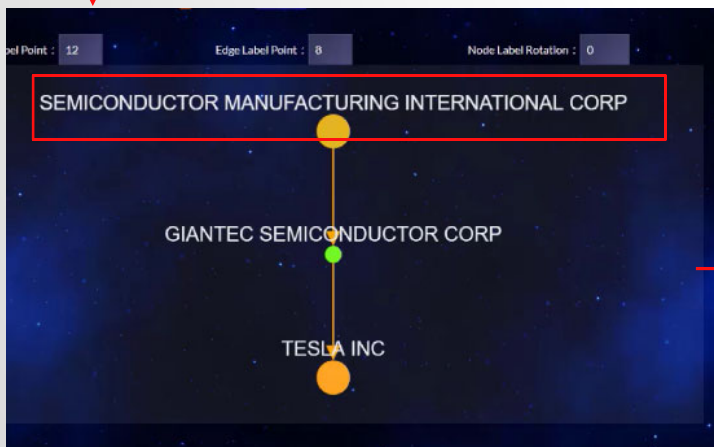 bel Point : 12 Edge Label Point : 8 Node Label Rotation : 0
SEMICONDUCTOR MANUFACTURING INTERNATIONAL CORP
GIANTEC SEMICONDUCTOR CORP
TESLA INC